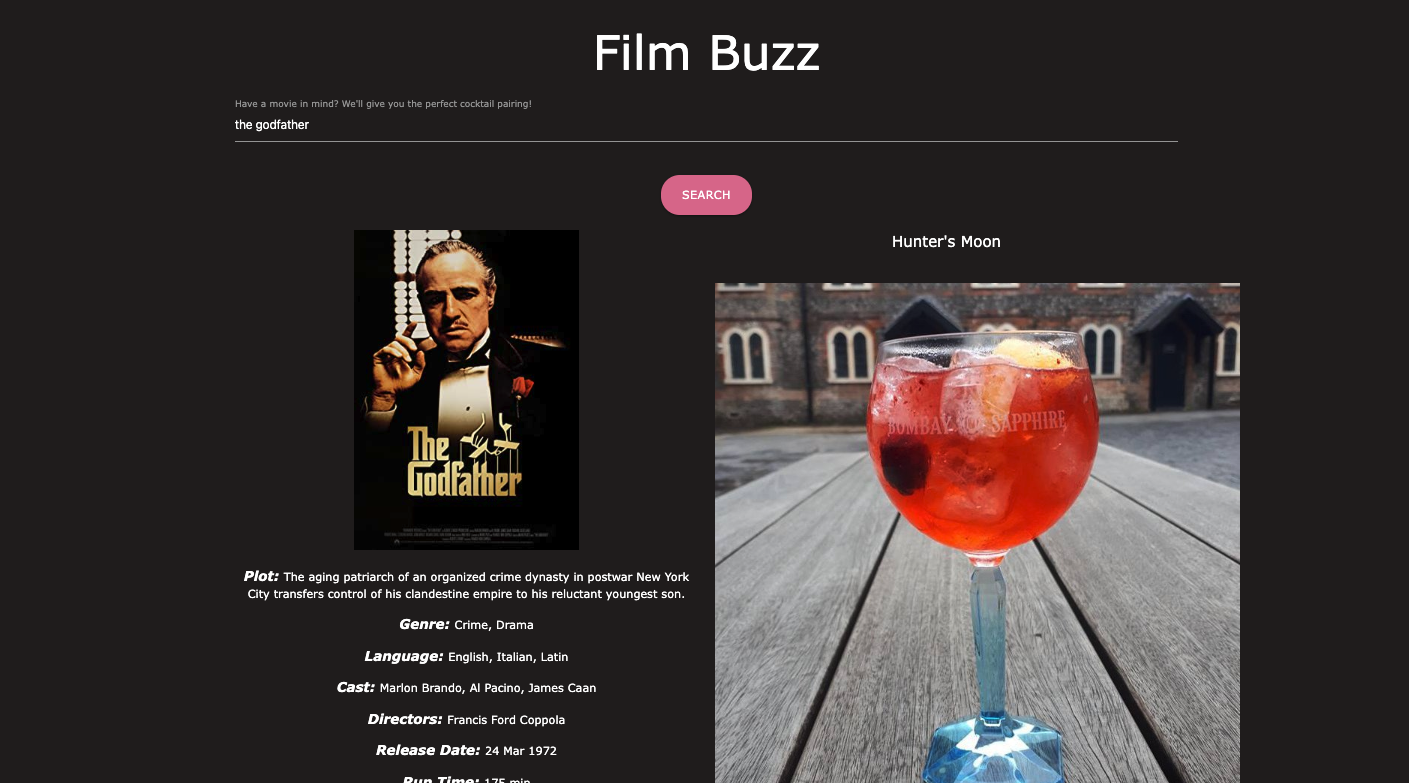 Film Buzz
Have a movie in mind? We'll give you the perfect cocktail pairing!
the godfather
SEARCH
The
Godfather
Plot: The aging patriarch of an organized crime dynasty in postwar New York
City transfers control of his clandestine empire to his reluctant youngest son.
Genre: Crime, Drama
Language: English, Italian, Latin
Cast: Marlon Brando, Al Pacino, James Caan
Directors: Francis Ford Coppola
Release Date: 24 Mar 1972
Run Time: 175 min
Hunter's Moon
BOMBAY SAPPHIRE